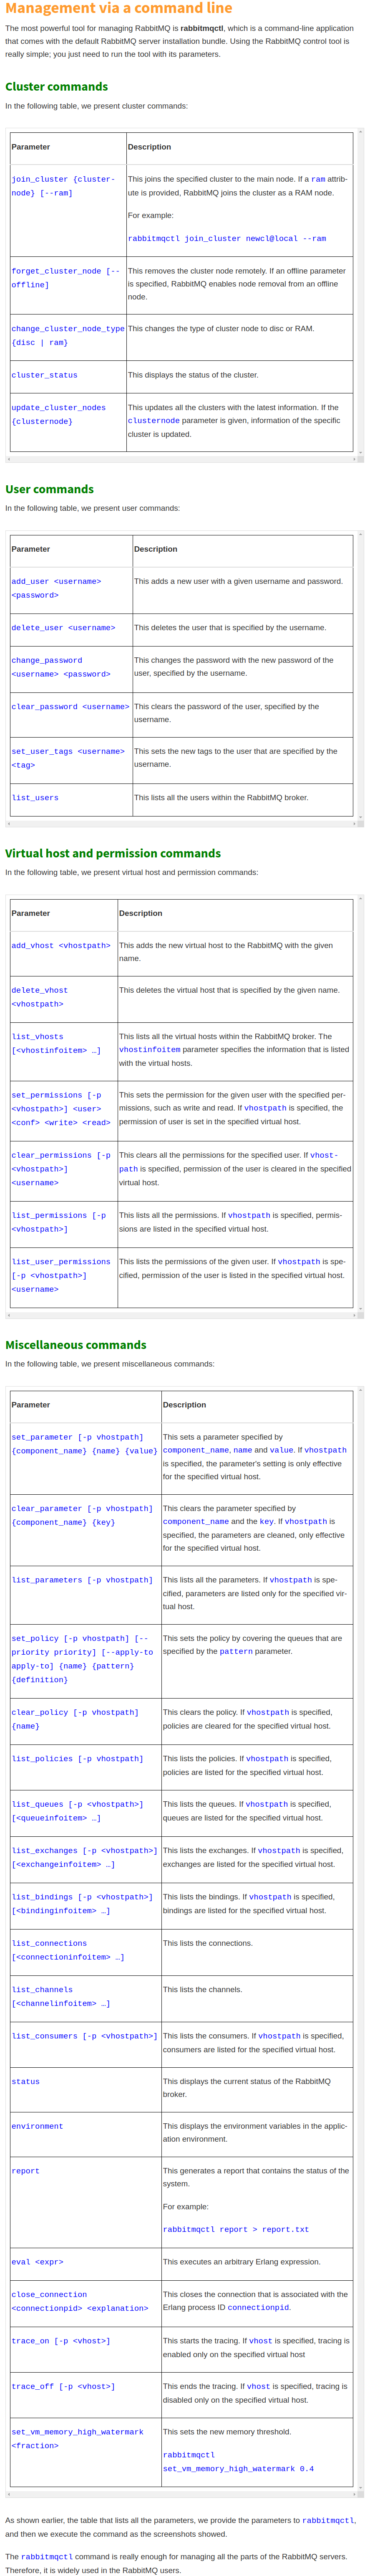 Management via a command line
The most powerful tool for managing RabbitMQ is rabbitmqctl, which is a command-line application
that comes with the default RabbitMQ server installation bundle. Using the RabbitMQ control tool is
really simple; you just need to run the tool with its parameters.
Cluster commands
In the following table, we present cluster commands:
Parameter
Description
join_cluster {cluster-
node} [--ram]
This joins the specified cluster to the main node. If a ram attrib-
ute is provided, RabbitMQ joins the cluster as a RAM node.
For example:
rabbitmqctl join_cluster newcl@local --ram
forget_cluster_node [--
offline]
This removes the cluster node remotely. If an offline parameter
is specified, RabbitMQ enables node removal from an offline
node.
change_cluster_node_type
{disc | ram}
This changes the type of cluster node to disc or RAM.
cluster_status
This displays the status of the cluster.
update_cluster_nodes
{clusternode}
This updates all the clusters with the latest information. If the
clusternode parameter is given, information of the specific
cluster is updated.
User commands
In the following table, we present user commands:
Parameter
Description
add_user <username>
<password>
This adds a new user with a given username and password.
delete_user <username>
This deletes the user that is specified by the username.
change_password
<username> <password>
This changes the password with the new password of the
user, specified by the username.
clear_password <username>
This clears the password of the user, specified by the
username.
set_user_tags <username>
<tag>
This sets the new tags to the user that are specified by the
username.
list_users
This lists all the users within the RabbitMQ broker.
Virtual host and permission commands
In the following table, we present virtual host and permission commands:
Parameter
Description
add_vhost <vhostpath>
This adds the new virtual host to the RabbitMQ with the given
name.
delete_vhost
<vhostpath>
This deletes the virtual host that is specified by the given name.
list_vhosts
[<vhostinfoitem> …]
This lists all the virtual hosts within the RabbitMQ broker. The
vhostinfoitem parameter specifies the information that is listed
with the virtual hosts.
set_permissions [-p
<vhostpath>] <user>
<conf> <write> <read>
This sets the permission for the given user with the specified per-
missions, such as write and read. If vhostpath is specified, the
permission of user is set in the specified virtual host.
clear_permissions [-p
<vhostpath>]
<username>
This clears all the permissions for the specified user. If vhost-
path is specified, permission of the user is cleared in the specified
virtual host.
list_permissions [-p
<vhostpath>]
This lists all the permissions. If vhostpath is specified, permis-
sions are listed in the specified virtual host.
list_user_permissions
[-p <vhostpath>]
<username>
This lists the permissions of the given user. If vhostpath is spe-
cified, permission of the user is listed in the specified virtual host.
Miscellaneous commands
In the following table, we present miscellaneous commands:
Parameter
Description
set_parameter [-p vhostpath]
{component_name} {name} {value}
This sets a parameter specified by
component_name, name and value. If vhostpath
is specified, the parameter's setting is only effective
for the specified virtual host.
clear_parameter [-p vhostpath]
{component_name} {key}
This clears the parameter specified by
component_name and the key. If vhostpath is
specified, the parameters are cleaned, only effective
for the specified virtual host.
list_parameters [-p vhostpath]
This lists all the parameters. If vhostpath is spe-
cified, parameters are listed only for the specified vir-
tual host.
set_policy [-p vhostpath] [--
priority priority] [--apply-to
apply-to] {name} {pattern}
{definition}
This sets the policy by covering the queues that are
specified by the pattern parameter.
clear_policy [-p vhostpath]
{name}
This clears the policy. If vhostpath is specified,
policies are cleared for the specified virtual host.
list_policies [-p vhostpath]
This lists the policies. If vhostpath is specified,
policies are listed for the specified virtual host.
list_queues [-p <vhostpath>]
[<queueinfoitem> …]
This lists the queues. If vhostpath is specified,
queues are listed for the specified virtual host.
list_exchanges [-p <vhostpath>]
[<exchangeinfoitem> …]
This lists the exchanges. If vhostpath is specified,
exchanges are listed for the specified virtual host.
list_bindings [-p <vhostpath>]
[<bindinginfoitem> …]
This lists the bindings. If vhostpath is specified,
bindings are listed for the specified virtual host.
list_connections
[<connectioninfoitem> …]
This lists the connections.
list_channels
[<channelinfoitem> …]
This lists the channels.
list_consumers [-p <vhostpath>]
This lists the consumers. If vhostpath is specified,
consumers are listed for the specified virtual host.
status
This displays the current status of the RabbitMQ
broker.
environment
This displays the environment variables in the applic-
ation environment.
report
This generates a report that contains the status of the
system.
For example:
rabbitmqctl report > report.txt
eval <expr>
This executes an arbitrary Erlang expression.
close_connection
<connectionpid> <explanation>
This closes the connection that is associated with the
Erlang process ID connectionpid.
trace_on [-p <vhost>]
This starts the tracing. If vhost is specified, tracing is
enabled only on the specified virtual host
trace_off [-p <vhost>]
This ends the tracing. If vhost is specified, tracing is
disabled only on the specified virtual host.
set_vm_memory_high_watermark
<fraction>
This sets the new memory threshold.
rabbitmqctl
set_vm_memory_high_watermark 0.4
As shown earlier, the table that lists all the parameters, we provide the parameters to rabbitmqctl,
and then we execute the command as the screenshots showed.
The rabbitmqctl command is really enough for managing all the parts of the RabbitMQ servers.
Therefore, it is widely used in the RabbitMQ users.